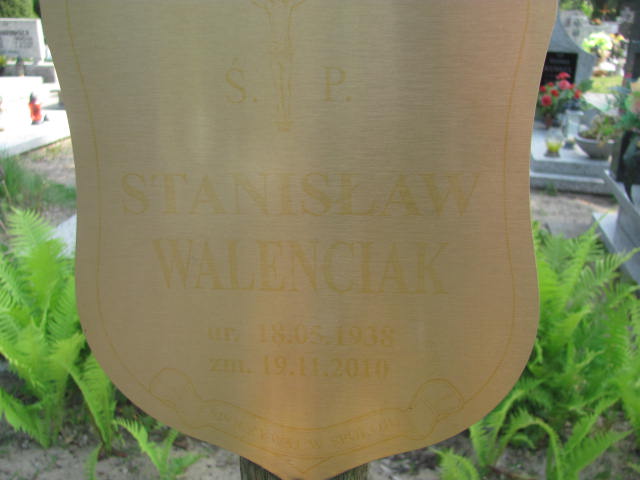 Ś. P.
STANISŁAW
WALENCIAK
ur. 18.05.1938
zm. 19.11.2010